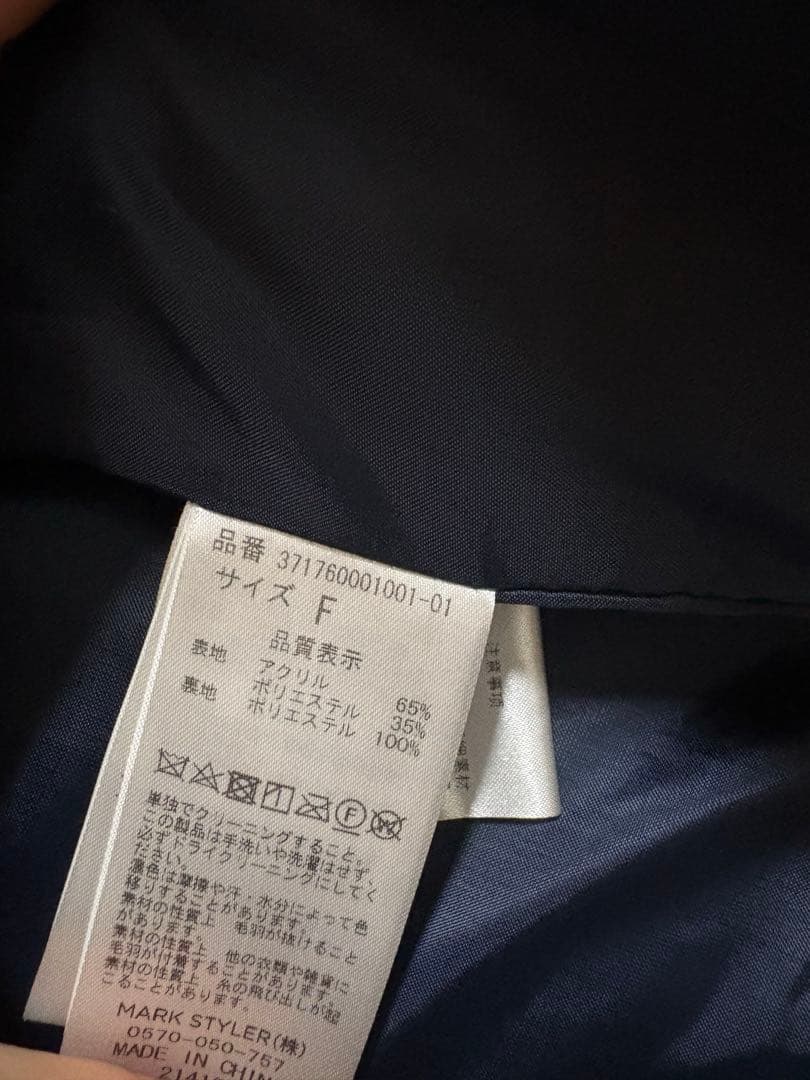 品番 371760001001-01
サイズ F
品質表示
表地 アクリル 65%
ポリエステル 35%
裏地 ポリエステル 100%
単独でクリーニングすること。
この製品は手洗いや洗濯はせず、
必ずドライクリーニングにしてく
ださい。
濃色は摩擦や汗・水分によって色
移りすることがあります。
素材の性質上 毛羽が抜けること
があります。
素材の性質上 他の衣類や雑貨に
毛羽が付着することがあります。
素材の性質上 糸の飛び出しが起
こることがあります。
MARK STYLER(株)
0570-050-757
MADE IN CHIN
注意事項
素材